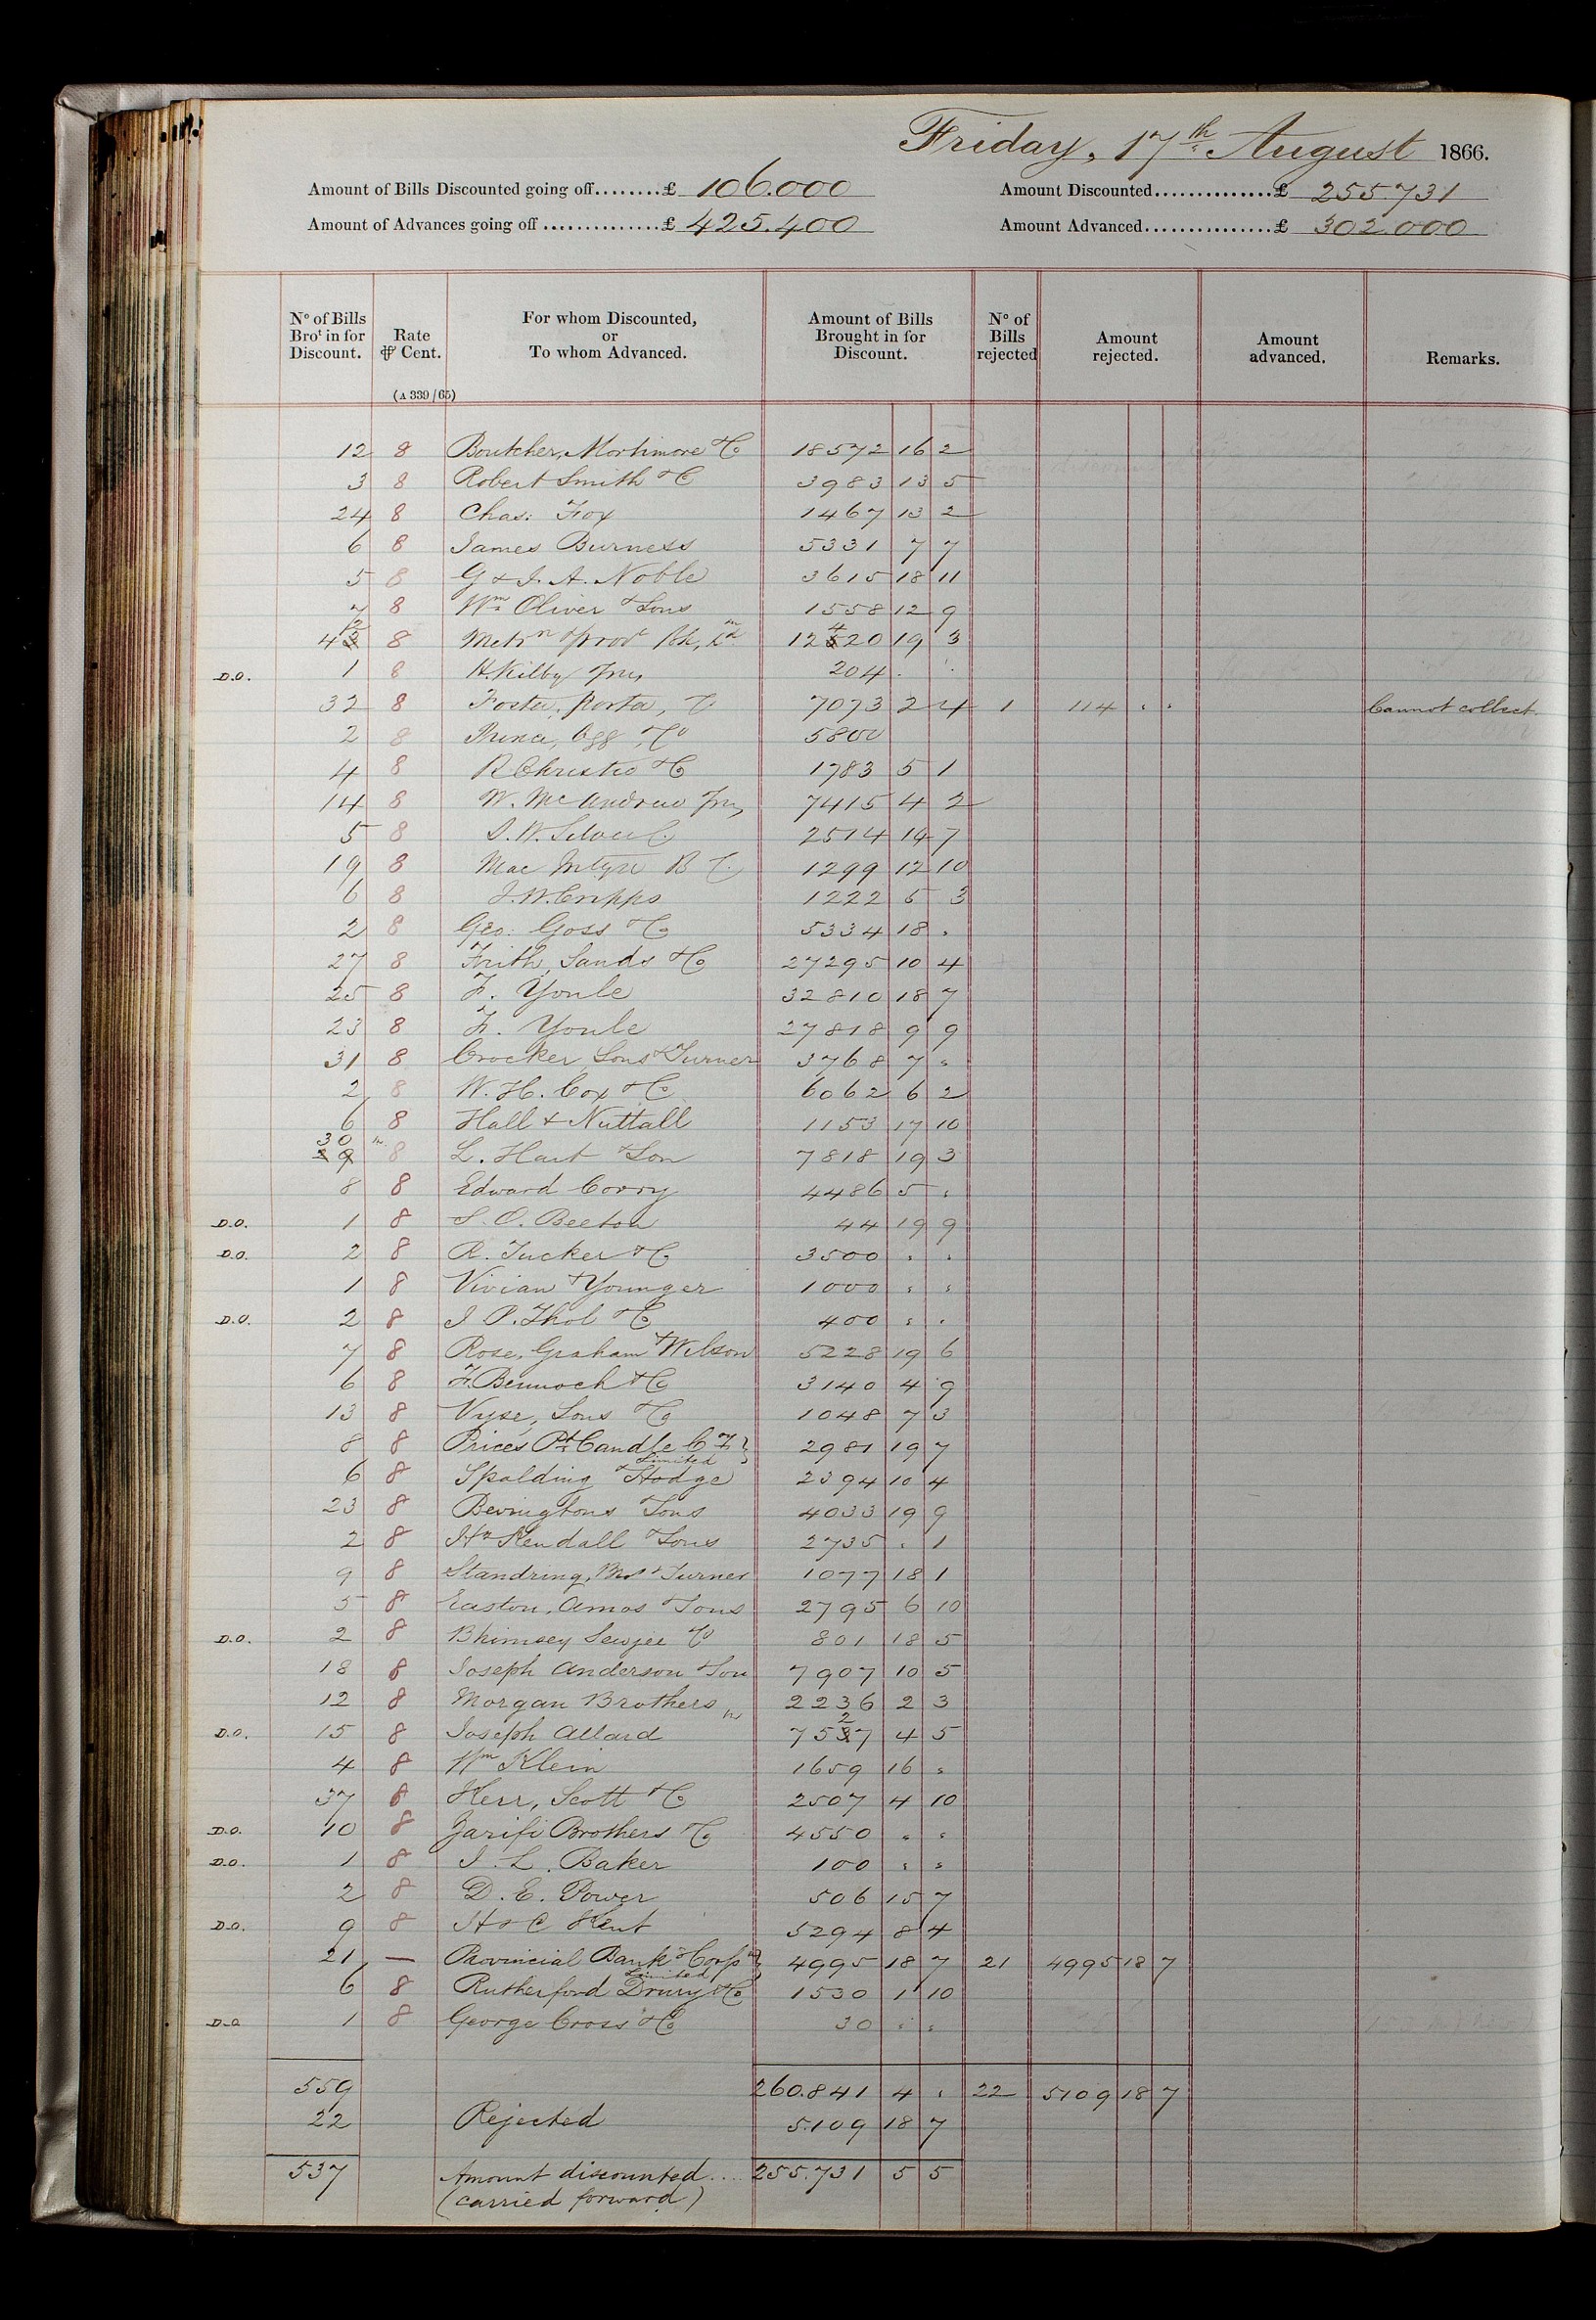 Friday, 17th August 1866.
Amount of Bills Discounted going off........£ 106.000 Amount Discounted..............£ 255.731
Amount of Advances going off..............£ 425.400 Amount Advanced...............£ 302.000
No of Bills Brot in for Discount. Rate ⅌ Cent. For whom Discounted, or To whom Advanced. Amount of Bills Brought in for Discount. No of Bills rejected Amount rejected. Amount advanced. Remarks.
(A 339/65)
12 8 Boutcher, Mortimore & Co 18572 16 2
3 8 Robert Smith & Co 3983 13 5
24 8 Chas: Fox 1467 13 2
6 8 James Burness 5331 7 7
5 8 G & J. A. Noble 3615 18 11
7 8 Wm Oliver & Sons 1558 12 9
42 8 Metn & Provl Bk, Ld 12420 19 3
D.O. 1 8 H. Kilby Jnr 204 . .
32 8 Foster, Porter, & Co 7073 2 4 1 114 . . Cannot collect
2 8 Prince, Ogg & Co 5800
4 8 R Christie & Co 1783 5 1
14 8 W. McAndrew Jnr 7415 4 2
5 8 S. W. Silver & Co 2514 14 7
19 8 Mac Intyre B & Co 1299 12 10
6 8 J. W. Cripps 1222 5 3
2 8 Geo: Goss & Co 5334 18 .
27 8 Frith, Sands & Co 27295 10 4
25 8 F. Youle 32810 18 7
23 8 F. Youle 27818 9 9
31 8 Crocker, Sons & Turner 3768 7 .
2 8 W. H. Cox & Co 6062 6 2
6 8 Hall & Nuttall 1153 17 10
30 8 L. Hart & Son 7818 19 3
8 8 Edward Corry 4486 5 .
D.O. 1 8 S. O. Beeton 44 19 9
D.O. 2 8 R. Tucker & Co 3500 . .
1 8 Vivian & Younger 1000 . .
D.O. 2 8 J. P. Thol & Co 400 . .
7 8 Rose, Graham & Wilson 5228 19 6
6 8 F. Bennoch & Co 3140 4 9
13 8 Vyse, Sons & Co 1048 7 3
8 8 Prices Pt Candle Co Limited 2981 19 7
6 8 Spalding & Hodge 2394 10 4
23 8 Bevingtons & Sons 4033 19 9
2 8 Hy Kendall & Sons 2735 . 1
9 8 Standring, & Turner 1077 18 1
5 8 Easton, Amos & Sons 2795 6 10
D.O. 2 8 Bhimsey Sewjee & Co 801 18 5
18 8 Joseph Anderson & Son 7907 10 5
12 8 Morgan Brothers 2236 2 3
D.O. 15 8 Joseph Allard 7527 4 5
4 8 Wm Klein 1659 16 .
37 8 Kerr, Scott & Co 2507 4 10
D.O. 10 8 Zarifi Brothers & Co 4550 . .
D.O. 1 8 J. L. Baker 100 . .
2 8 D. E. Power 506 15 7
D.O. 9 8 H & C Kent 5294 8 4
21 — Provincial Bank Corpn Limited 4995 18 7 21 4995 18 7
6 8 Rutherford Drury & Co 1530 1 10
D.O. 1 8 George Cross & Co 30 . .
559 260.841 4 . 22 5109 18 7
22 Rejected 5.109 18 7
537 Amount discounted.... 255.731 5 5
(carried forward)